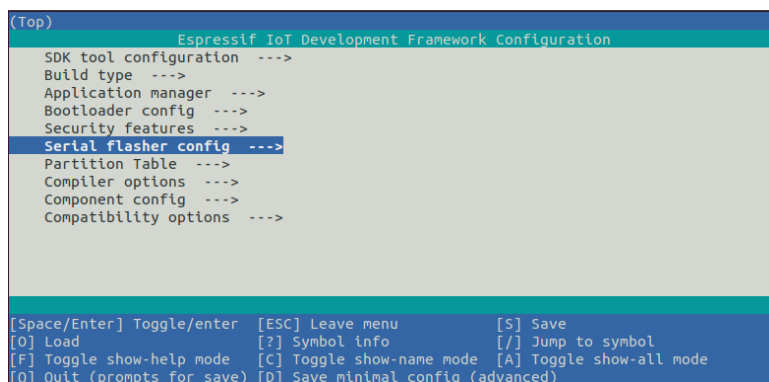 (Top)
Espressif IoT Development Framework Configuration
SDK tool configuration  --->
Build type  --->
Application manager  --->
Bootloader config  --->
Security features  --->
Serial flasher config  --->
Partition Table  --->
Compiler options  --->
Component config  --->
Compatibility options  --->
[Space/Enter] Toggle/enter  [ESC] Leave menu  [S] Save
[O] Load  [?] Symbol info  [/] Jump to symbol
[F] Toggle show-help mode  [C] Toggle show-name mode  [A] Toggle show-all mode
[Q] Quit (prompts for save)  [D] Save minimal config (advanced)